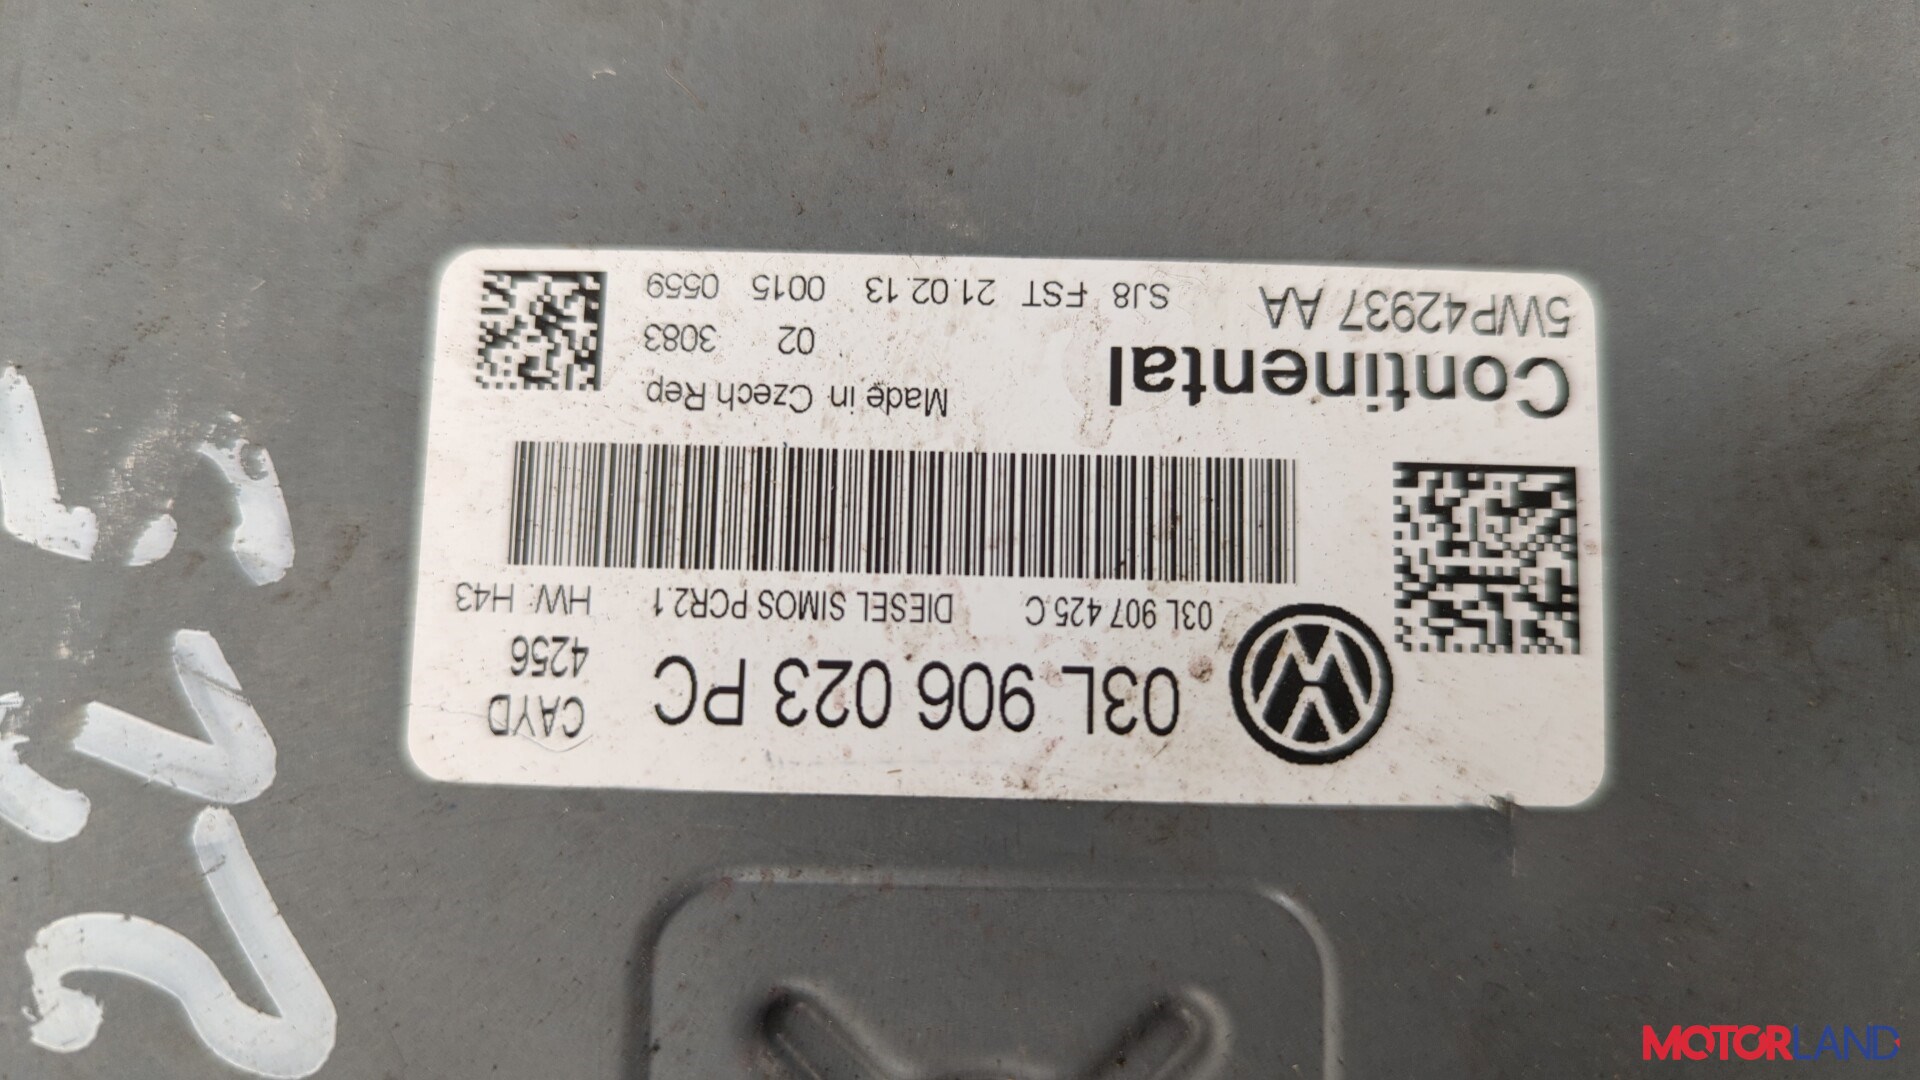 03L 906 023 PC
CAYD
4256
03L 907 425 C DIESEL SIMOS PCR2.1 HW: H43
Continental
Made in Czech Rep
02 3083
5WP42937 AA
SJ8 FST 21.02.13 0015 0559
MOTORLAND